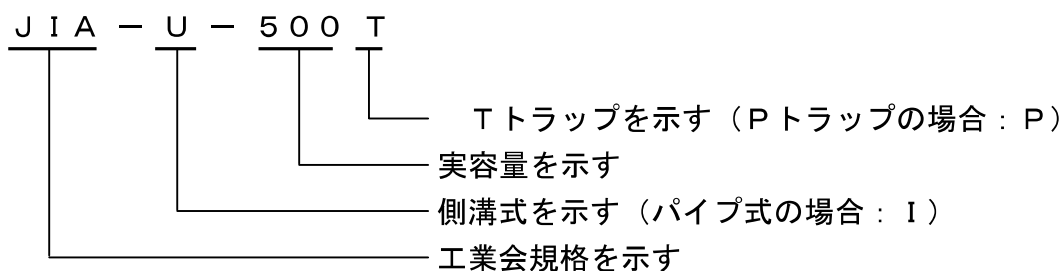 ＪＩＡ－Ｕ－５００Ｔ
Ｔトラップを示す（Ｐトラップの場合：Ｐ）
実容量を示す
側溝式を示す（パイプ式の場合：Ｉ）
工業会規格を示す